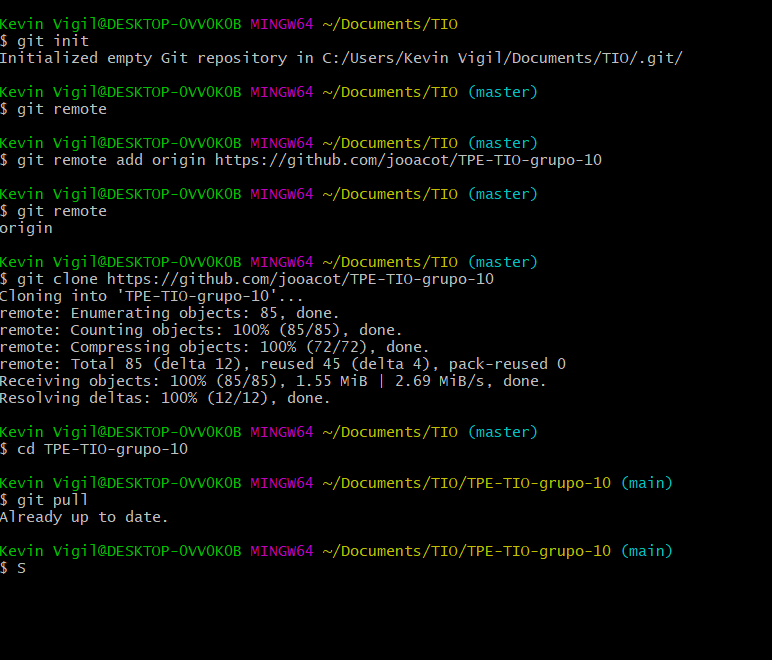 Kevin Vigil@DESKTOP-0VV0K0B MINGW64 ~/Documents/TIO
$ git init
Initialized empty Git repository in C:/Users/Kevin Vigil/Documents/TIO/.git/
Kevin Vigil@DESKTOP-0VV0K0B MINGW64 ~/Documents/TIO (master)
$ git remote
Kevin Vigil@DESKTOP-0VV0K0B MINGW64 ~/Documents/TIO (master)
$ git remote add origin https://github.com/jooacot/TPE-TIO-grupo-10
Kevin Vigil@DESKTOP-0VV0K0B MINGW64 ~/Documents/TIO (master)
$ git remote
origin
Kevin Vigil@DESKTOP-0VV0K0B MINGW64 ~/Documents/TIO (master)
$ git clone https://github.com/jooacot/TPE-TIO-grupo-10
Cloning into 'TPE-TIO-grupo-10'...
remote: Enumerating objects: 85, done.
remote: Counting objects: 100% (85/85), done.
remote: Compressing objects: 100% (72/72), done.
remote: Total 85 (delta 12), reused 45 (delta 4), pack-reused 0
Receiving objects: 100% (85/85), 1.55 MiB | 2.69 MiB/s, done.
Resolving deltas: 100% (12/12), done.
Kevin Vigil@DESKTOP-0VV0K0B MINGW64 ~/Documents/TIO (master)
$ cd TPE-TIO-grupo-10
Kevin Vigil@DESKTOP-0VV0K0B MINGW64 ~/Documents/TIO/TPE-TIO-grupo-10 (main)
$ git pull
Already up to date.
Kevin Vigil@DESKTOP-0VV0K0B MINGW64 ~/Documents/TIO/TPE-TIO-grupo-10 (main)
$ S